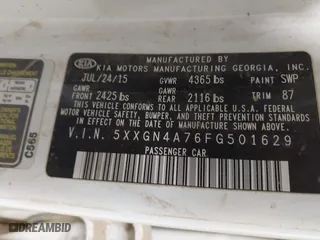 MANUFACTURED BY
KIA KIA MOTORS MANUFACTURING GEORGIA, INC.
JUL/24/15 GVWR 4365 lbs PAINT SWP
GAWR GAWR
FRONT 2425 lbs REAR 2116 lbs TRIM 87
THIS VEHICLE CONFORMS TO ALL APPLICABLE
FEDERAL MOTOR VEHICLE SAFETY, BUMPER, AND
THEFT PREVENTION STANDARDS IN EFFECT ON
THE DATE OF MANUFACTURE SHOWN ABOVE.
V.I.N. 5XXGN4A76FG501629
PASSENGER CAR
C565
DREAMBID